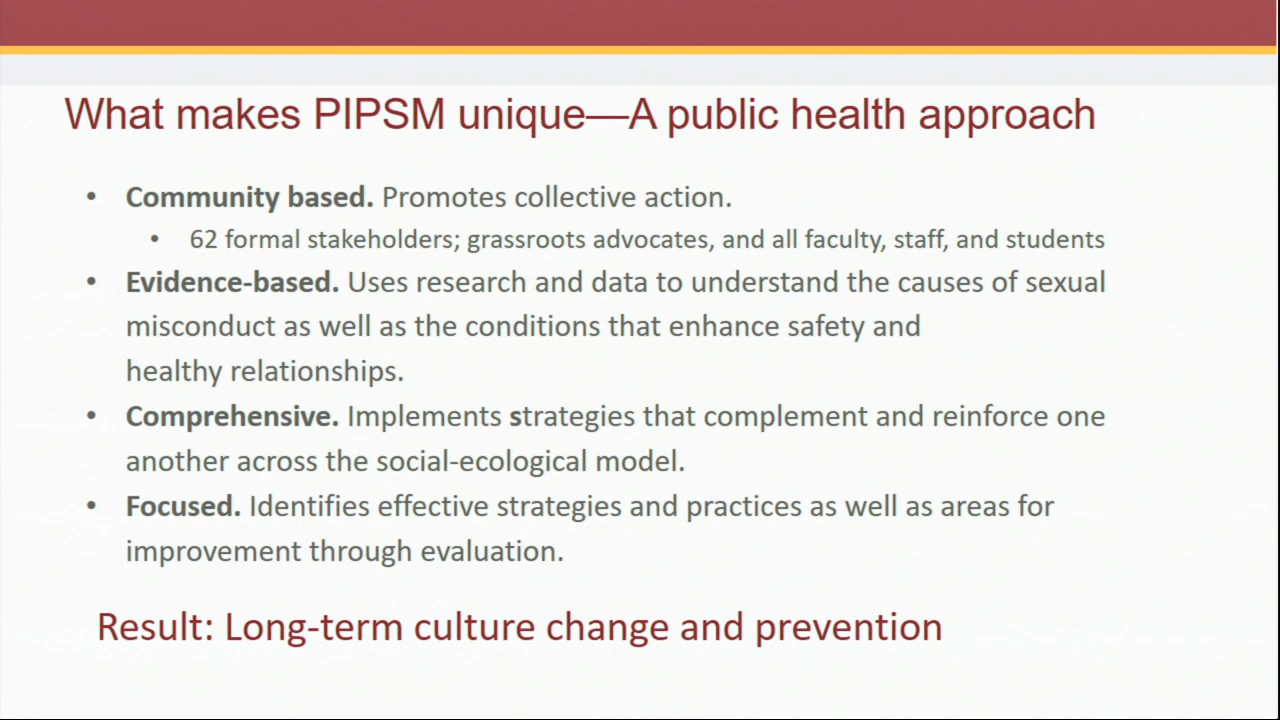 What makes PIPSM unique—A public health approach
• Community based. Promotes collective action.
• 62 formal stakeholders; grassroots advocates, and all faculty, staff, and students
• Evidence-based. Uses research and data to understand the causes of sexual
misconduct as well as the conditions that enhance safety and
healthy relationships.
• Comprehensive. Implements strategies that complement and reinforce one
another across the social-ecological model.
• Focused. Identifies effective strategies and practices as well as areas for
improvement through evaluation.
Result: Long-term culture change and prevention